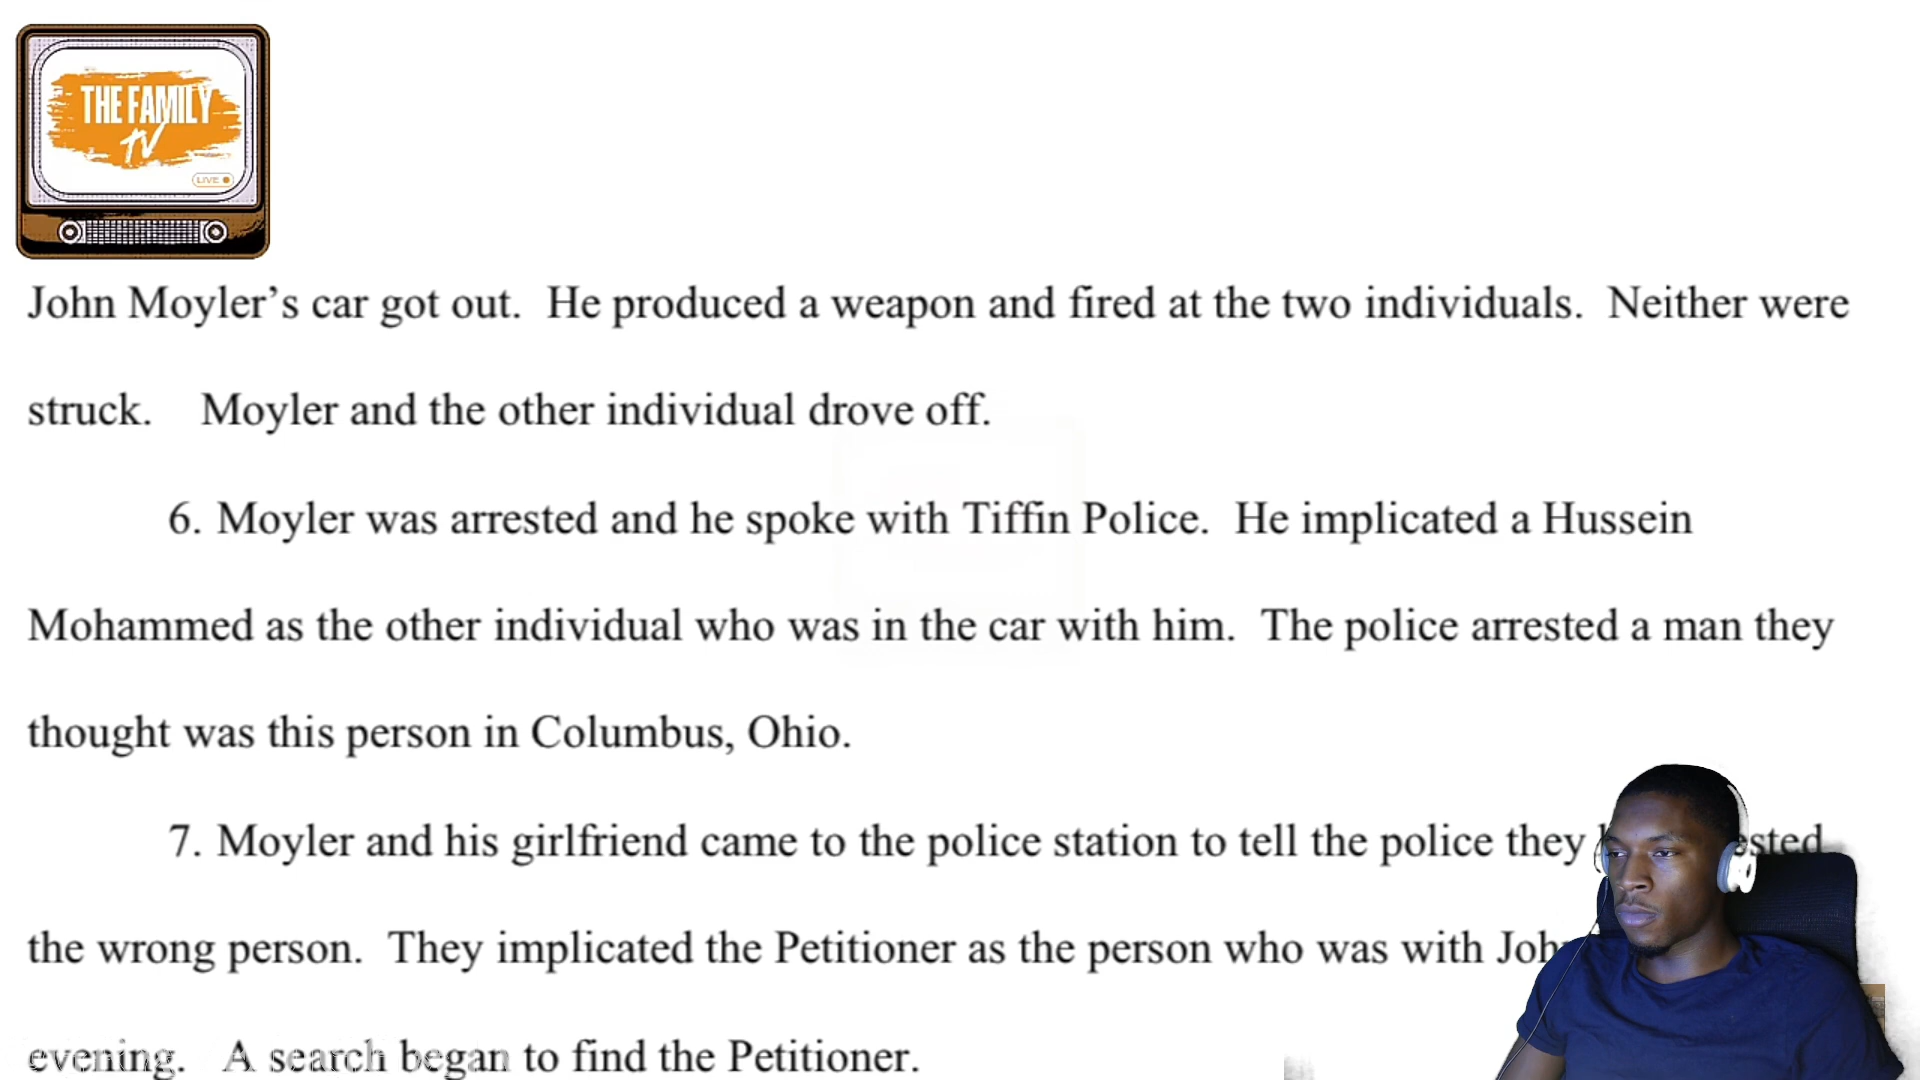 THE FAMILY
tv
LIVE
John Moyler’s car got out. He produced a weapon and fired at the two individuals. Neither were
struck. Moyler and the other individual drove off.
6. Moyler was arrested and he spoke with Tiffin Police. He implicated a Hussein
Mohammed as the other individual who was in the car with him. The police arrested a man they
thought was this person in Columbus, Ohio.
7. Moyler and his girlfriend came to the police station to tell the police they
the wrong person. They implicated the Petitioner as the person who was with
evening. A search began to find the Petitioner.